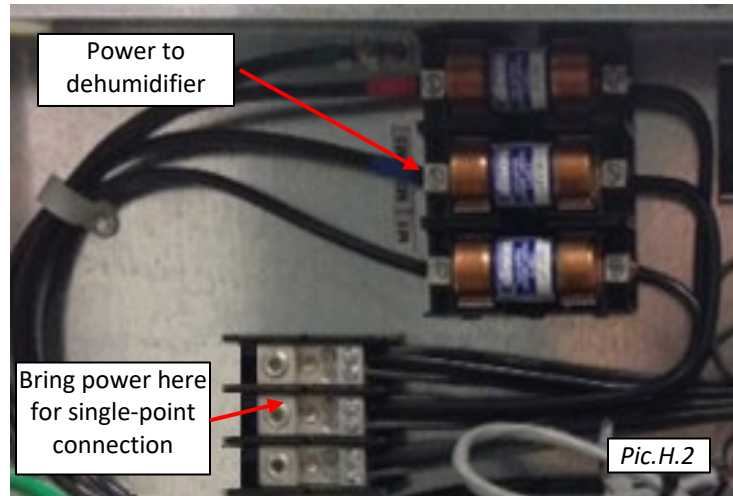 Power to
dehumidifier
Bring power here
for single-point
connection
Pic.H.2